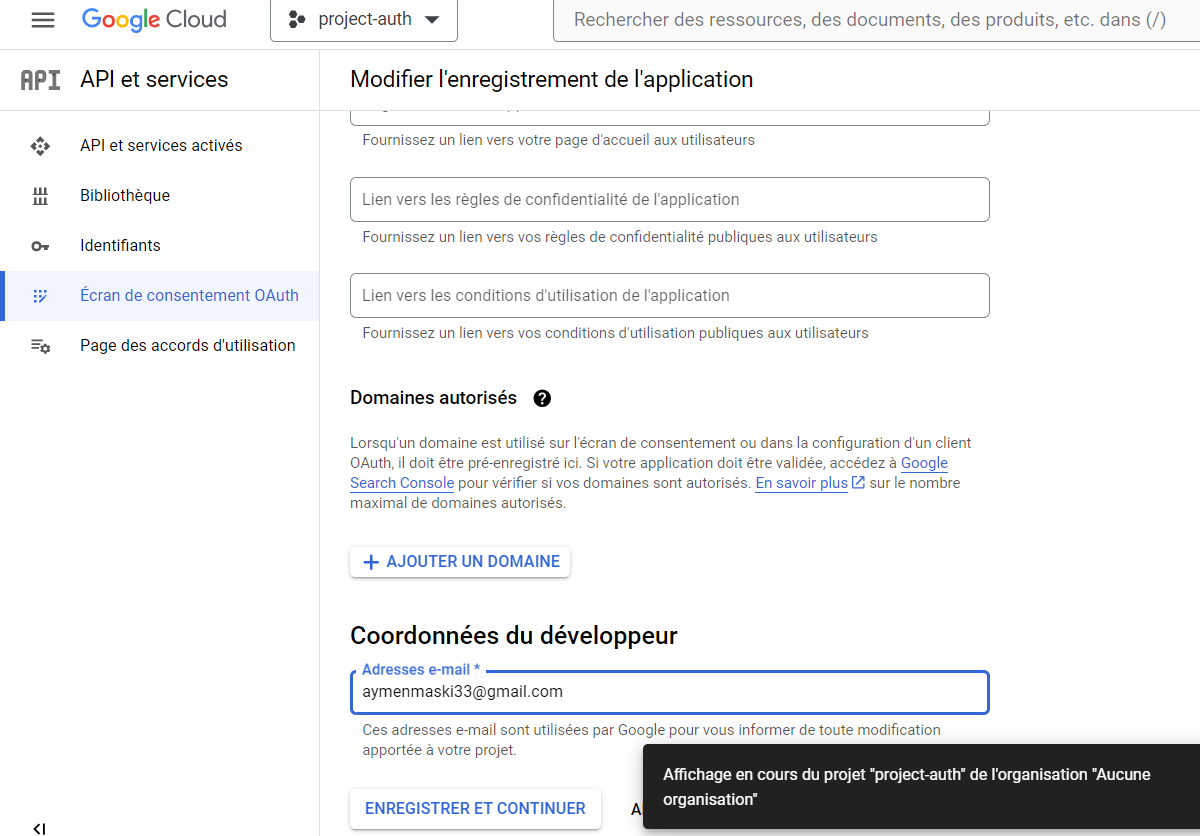 Google Cloud
project-auth
Rechercher des ressources, des documents, des produits, etc. dans (/)
API API et services
Modifier l'enregistrement de l'application
Fournissez un lien vers votre page d'accueil aux utilisateurs
API et services activés
Bibliothèque
Identifiants
Écran de consentement OAuth
Page des accords d'utilisation
Lien vers les règles de confidentialité de l'application
Fournissez un lien vers vos règles de confidentialité publiques aux utilisateurs
Lien vers les conditions d'utilisation de l'application
Fournissez un lien vers vos conditions d'utilisation publiques aux utilisateurs
Domaines autorisés
Lorsqu'un domaine est utilisé sur l'écran de consentement ou dans la configuration d'un client
OAuth, il doit être pré-enregistré ici. Si votre application doit être validée, accédez à Google
Search Console pour vérifier si vos domaines sont autorisés. En savoir plus sur le nombre
maximal de domaines autorisés.
AJOUTER UN DOMAINE
Coordonnées du développeur
Adresses e-mail *
aymenmaski33@gmail.com
Ces adresses e-mail sont utilisées par Google pour vous informer de toute modification
apportée à votre projet.
ENREGISTRER ET CONTINUER
Affichage en cours du projet "project-auth" de l'organisation "Aucune
organisation"